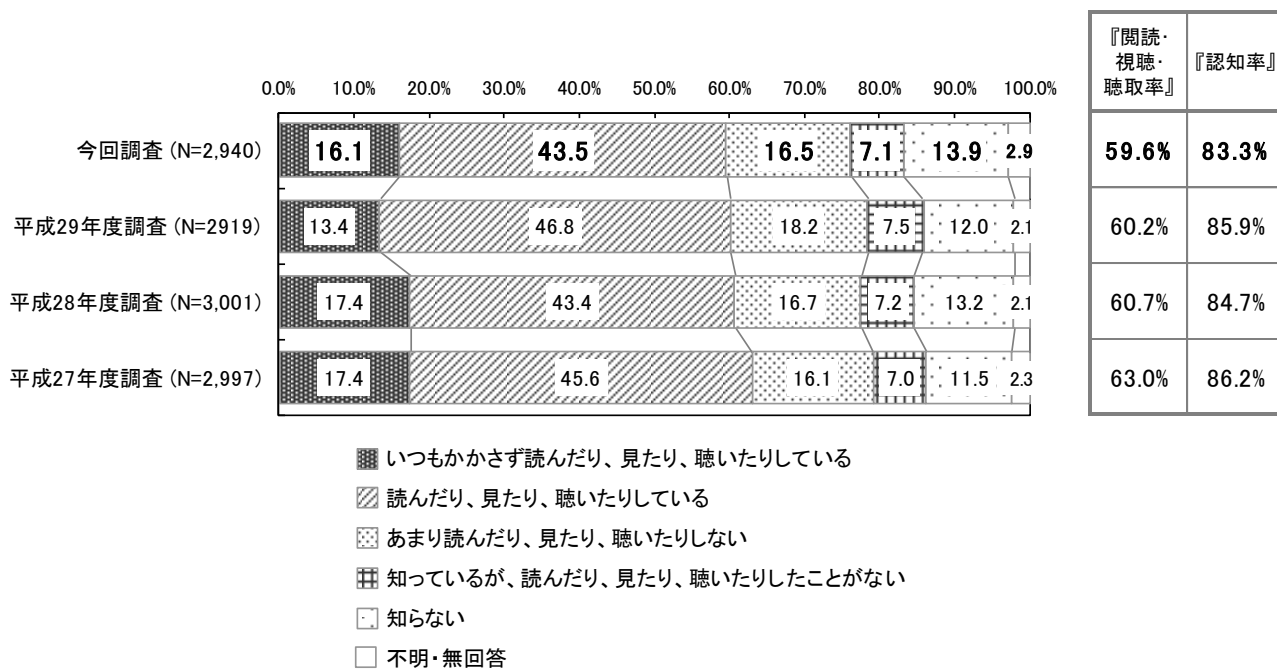 『閲読・
視聴・
聴取率』
『認知率』
0.0% 10.0% 20.0% 30.0% 40.0% 50.0% 60.0% 70.0% 80.0% 90.0% 100.0%
今回調査 (N=2,940) 16.1 43.5 16.5 7.1 13.9 2.9 59.6% 83.3%
平成29年度調査 (N=2919) 13.4 46.8 18.2 7.5 12.0 2.1 60.2% 85.9%
平成28年度調査 (N=3,001) 17.4 43.4 16.7 7.2 13.2 2.1 60.7% 84.7%
平成27年度調査 (N=2,997) 17.4 45.6 16.1 7.0 11.5 2.3 63.0% 86.2%
いつもかかさず読んだり、見たり、聴いたりしている
読んだり、見たり、聴いたりしている
あまり読んだり、見たり、聴いたりしない
知っているが、読んだり、見たり、聴いたりしたことがない
知らない
不明・無回答